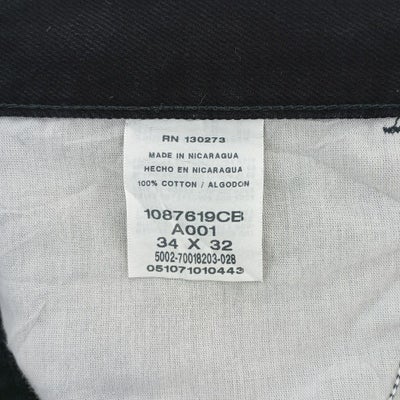 RN 130273
MADE IN NICARAGUA
HECHO EN NICARAGUA
100% COTTON / ALGODON
1087619CB
A001
34 X 32
5002-70018203-028
051071010443